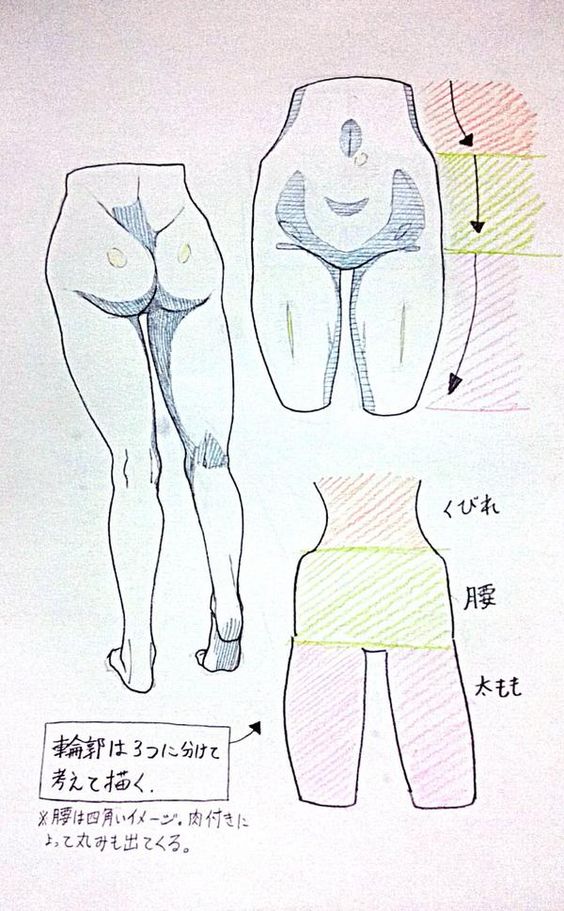 くびれ
腰
太もも
輪郭は3つに分けて
考えて描く.
※腰は四角いイメージ。肉付きに
よって丸みも出てくる。